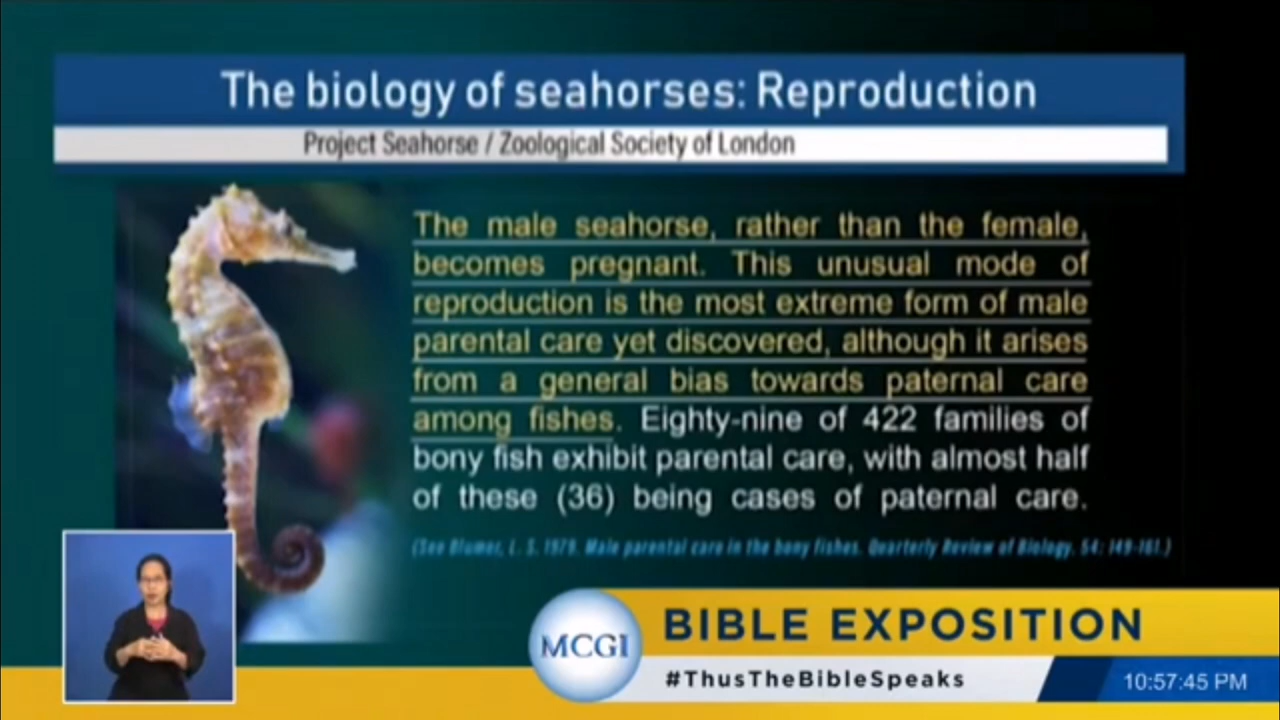 The biology of seahorses: Reproduction
Project Seahorse / Zoological Society of London
The male seahorse, rather than the female,
becomes pregnant. This unusual mode of
reproduction is the most extreme form of male
parental care yet discovered, although it arises
from a general bias towards paternal care
among fishes. Eighty-nine of 422 families of
bony fish exhibit parental care, with almost half
of these (36) being cases of paternal care.
(See Blumer, L. S. 1979. Male parental care in the bony fishes. Quarterly Review of Biology, 54: 149-161.)
MCGI
BIBLE EXPOSITION
#ThusTheBibleSpeaks
10:57:45 PM